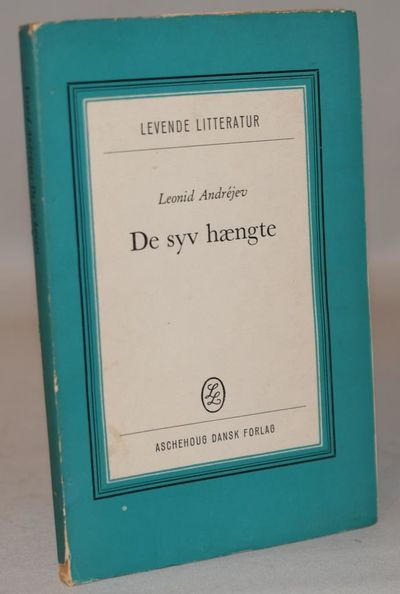 LEVENDE LITTERATUR
Leonid Andréjev
De syv hængte
LL
ASCHEHOUG DANSK FORLAG